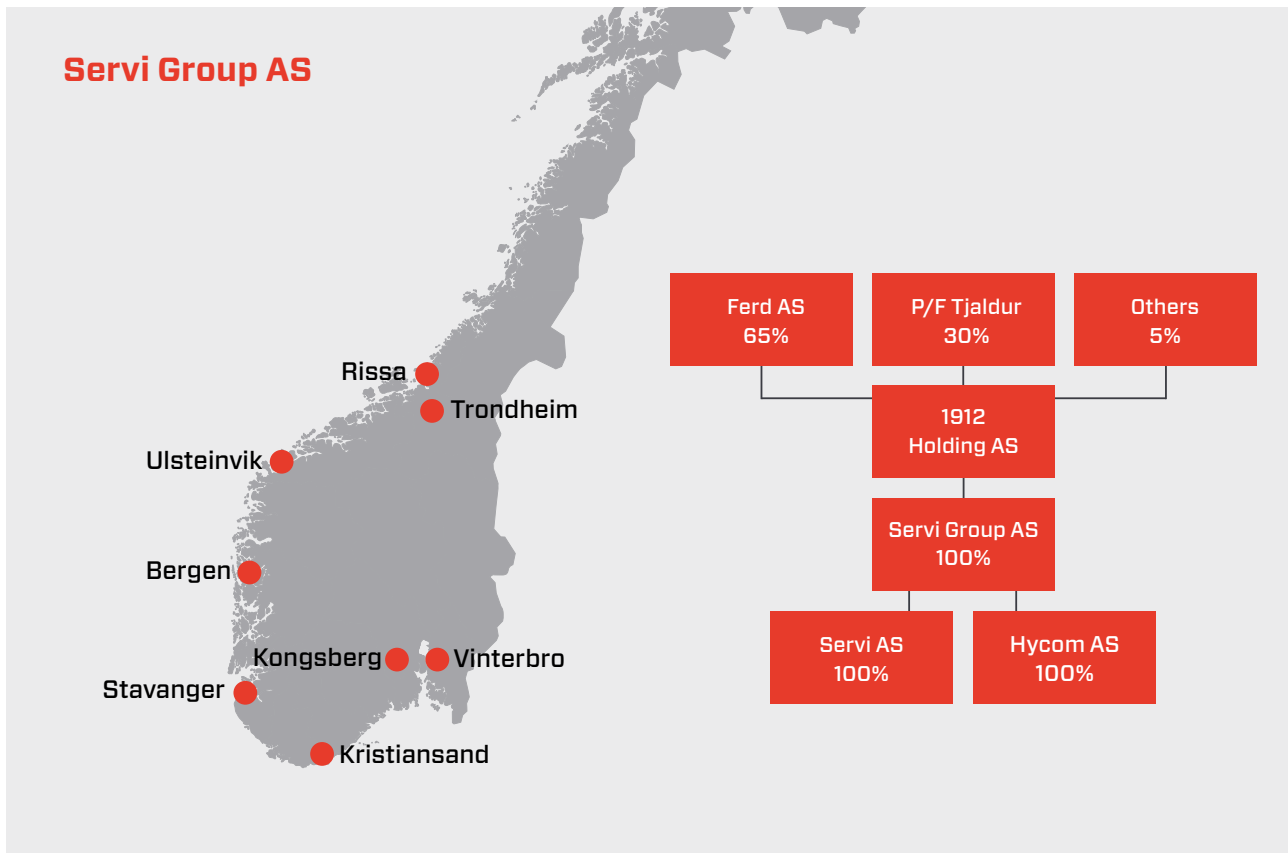 Servi Group AS
Rissa
Trondheim
Ulsteinvik
Bergen
Kongsberg
Vinterbro
Stavanger
Kristiansand
Ferd AS
65%
P/F Tjaldur
30%
Others
5%
1912
Holding AS
Servi Group AS
100%
Servi AS
100%
Hycom AS
100%